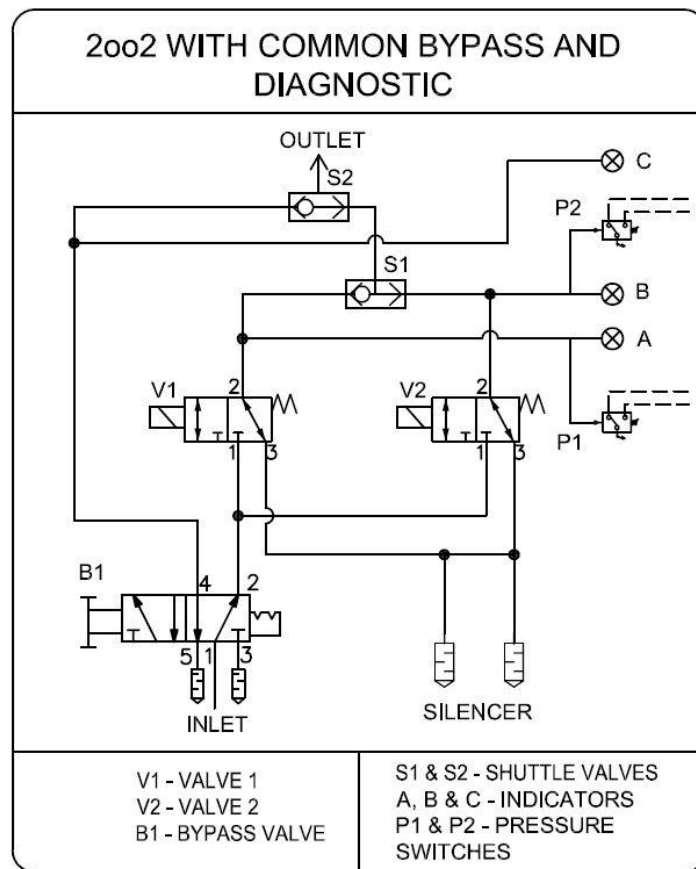 2oo2 WITH COMMON BYPASS AND
DIAGNOSTIC
OUTLET
S2
C
P2
S1
B
A
V1
2
V2
2
1
3
1
3
P1
B1
4
2
5
1
3
INLET
SILENCER
V1 - VALVE 1
V2 - VALVE 2
B1 - BYPASS VALVE
S1 & S2 - SHUTTLE VALVES
A, B & C - INDICATORS
P1 & P2 - PRESSURE
SWITCHES